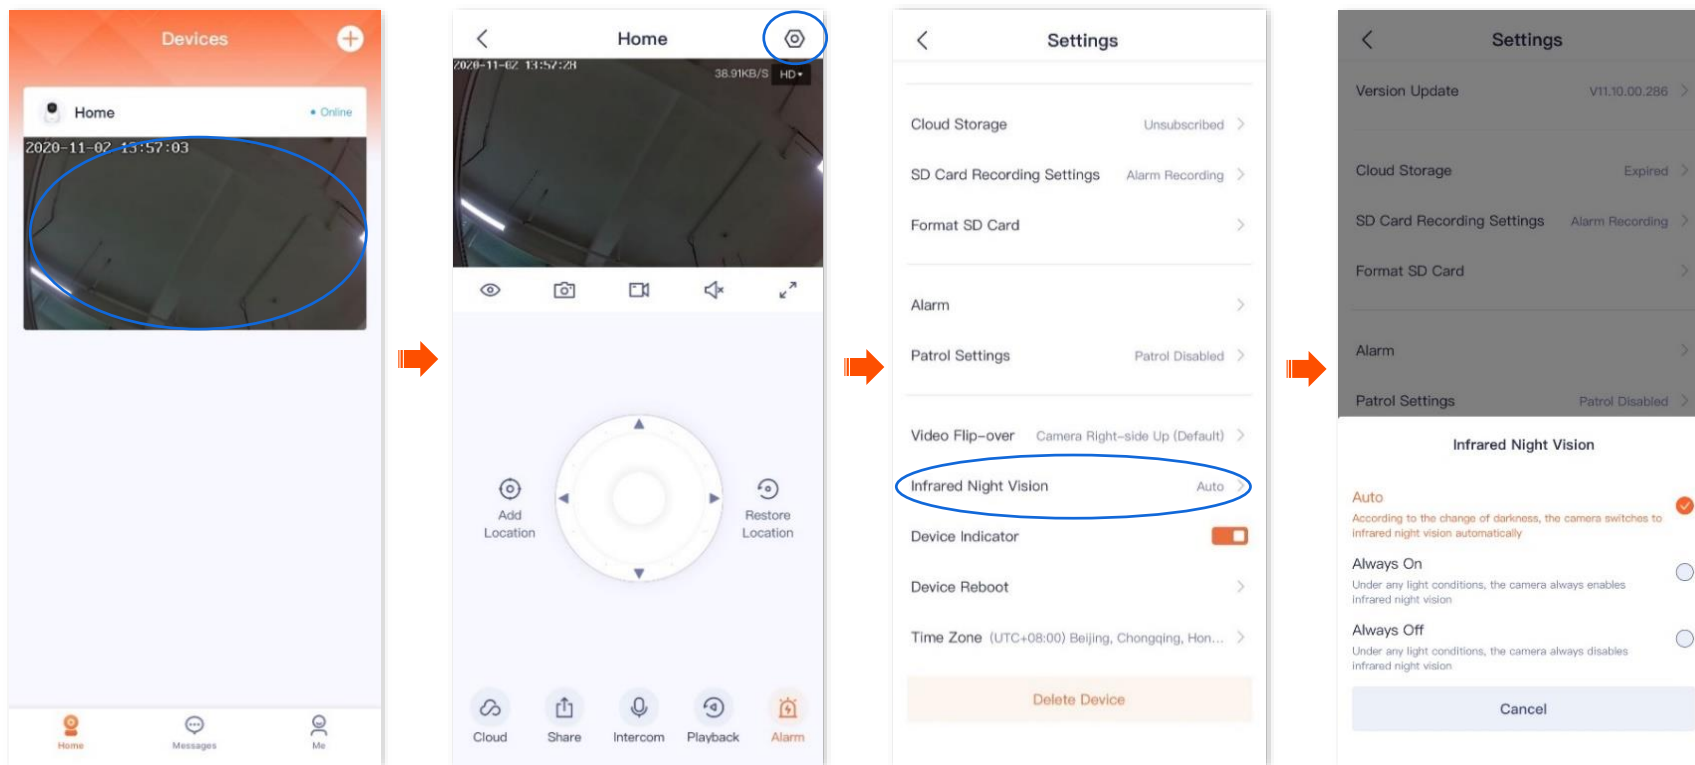 Devices
Home
Online
2020-11-02 13:57:03
Home
Messages
Me
Home
2020-11-02 13:57:28
38.91KB/S HD
Add
Location
Restore
Location
Cloud
Share
Intercom
Playback
Alarm
Settings
Cloud Storage Unsubscribed
SD Card Recording Settings Alarm Recording
Format SD Card
Alarm
Patrol Settings Patrol Disabled
Video Flip-over Camera Right-side Up (Default)
Infrared Night Vision Auto
Device Indicator
Device Reboot
Time Zone (UTC+08:00) Beijing, Chongqing, Hon...
Delete Device
Settings
Version Update V11.10.00.286
Cloud Storage Expired
SD Card Recording Settings Alarm Recording
Format SD Card
Alarm
Patrol Settings Patrol Disabled
Infrared Night Vision
Auto
According to the change of darkness, the camera switches to
infrared night vision automatically
Always On
Under any light conditions, the camera always enables
infrared night vision
Always Off
Under any light conditions, the camera always disables
infrared night vision
Cancel